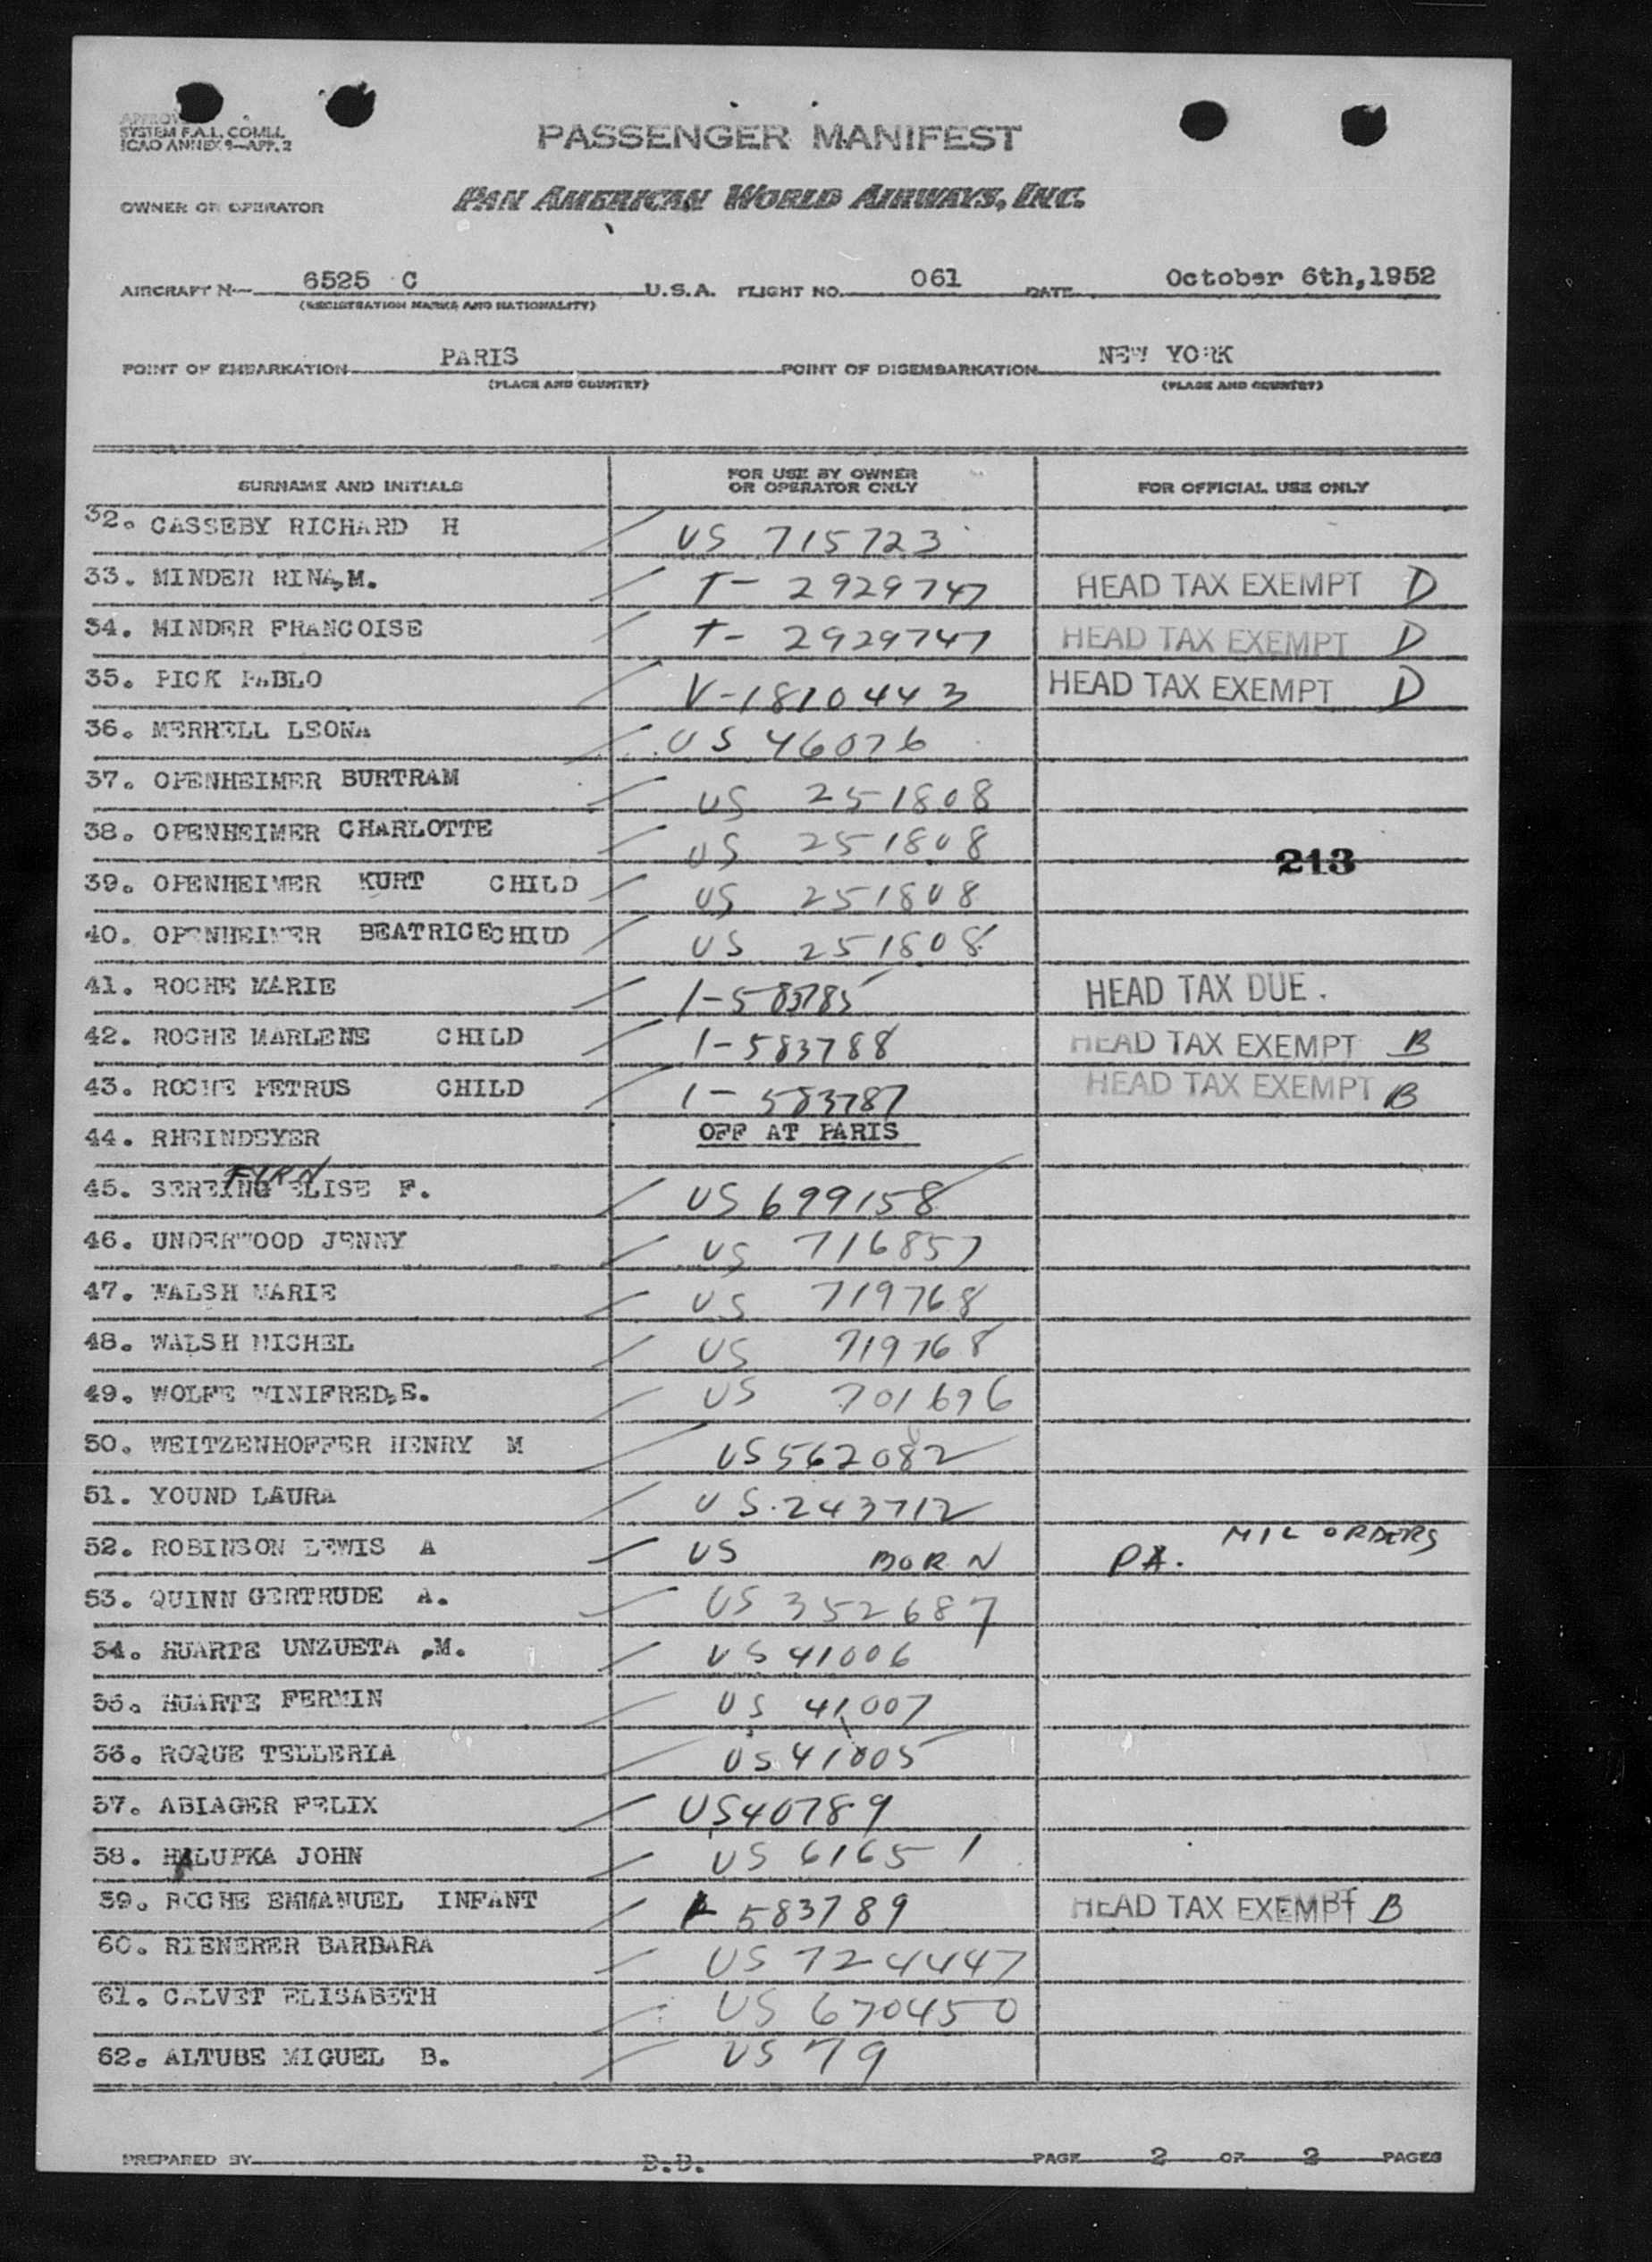 SYSTEM F.A.L. COMM.
ICAO ANNEX 9—APP. 2
PASSENGER MANIFEST
OWNER OR OPERATOR PAN AMERICAN WORLD AIRWAYS, INC.
AIRCRAFT N— 6525 C U.S.A. FLIGHT NO. 061 DATE October 6th,1952
(REGISTRATION MARKS AND NATIONALITY)
POINT OF EMBARKATION PARIS POINT OF DISEMBARKATION NEW YORK
(PLACE AND COUNTRY) (PLACE AND COUNTRY)
SURNAME AND INITIALS FOR USE BY OWNER OR OPERATOR ONLY FOR OFFICIAL USE ONLY
32. CASSEBY RICHARD H US 715723
33. MINDER RINA,M. T- 2929747 HEAD TAX EXEMPT D
34. MINDER FRANCOISE T- 2929747 HEAD TAX EXEMPT D
35. PICK PABLO V-1810443 HEAD TAX EXEMPT D
36. MERRELL LEONA US 46076
37. OPENHEIMER BURTRAM US 251808
38. OPENHEIMER CHARLOTTE US 251808
213
39. OPENHEIMER KURT CHILD US 251808
40. OPENHEIMER BEATRICE CHILD US 251808
41. ROCHE MARIE I-583785 HEAD TAX DUE.
42. ROCHE MARLENE CHILD I-583788 HEAD TAX EXEMPT B
43. ROCHE PETRUS CHILD I-583787 HEAD TAX EXEMPT B
44. RHEINDEYER OFF AT PARIS
45. SEREING ELISE F. US 699158
46. UNDERWOOD JENNY US 716857
47. WALSH MARIE US 719768
48. WALSH MICHEL US 719768
49. WOLFE WINIFRED,E. US 701696
50. WEITZENHOFFER HENRY M US 562082
51. YOUND LAURA US 243712
52. ROBINSON LEWIS A US BORN PA. MIL ORDERS
53. QUINN GERTRUDE A. US 352687
54. HUARTE UNZUETA ,M. US 41006
55. HUARTE FERMIN US 41007
56. ROQUE TELLERIA US 41005
57. ABIAGER FELIX US 40789
58. HALUPKA JOHN US 61651
59. ROCHE EMMANUEL INFANT I-583789 HEAD TAX EXEMPT B
60. RIENERER BARBARA US 724447
61. CALVET ELISABETH US 670450
62. ALTUBE MIGUEL B. US 79
PREPARED BY D.D. PAGE 2 OF 2 PAGES